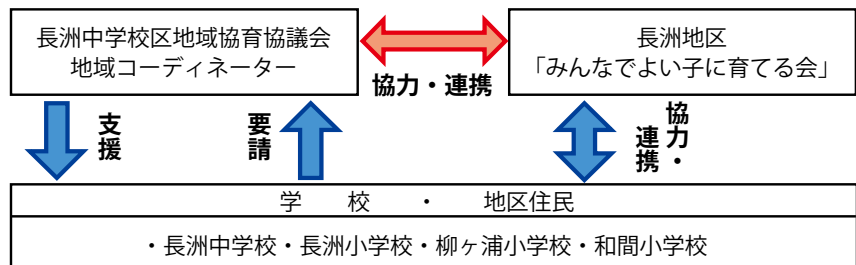 長洲中学校区地域協育協議会
地域コーディネーター
協力・連携
長洲地区
「みんなでよい子に育てる会」
支援
要請
協力・
連携
学　校　・　地区住民
・長洲中学校・長洲小学校・柳ヶ浦小学校・和間小学校